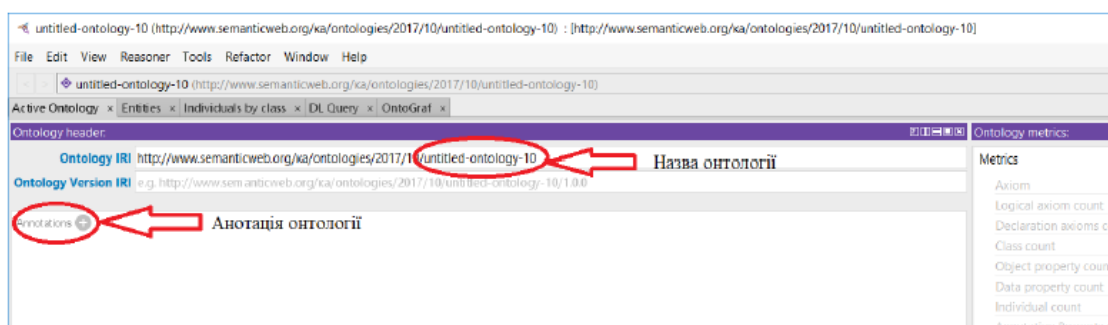 untitled-ontology-10 (http://www.semanticweb.org/ка/ontologies/2017/10/untitled-ontology-10) : [http://www.semanticweb.org/ка/ontologies/2017/10/untitled-ontology-10]
File Edit View Reasoner Tools Refactor Window Help
untitled-ontology-10 (http://www.semanticweb.org/ка/ontologies/2017/10/untitled-ontology-10)
Active Ontology × Entities × Individuals by class × DL Query × OntoGraf ×
Ontology header: Ontology metrics:
Ontology IRI http://www.semanticweb.org/ка/ontologies/2017/10/untitled-ontology-10 Назва онтології Metrics
Ontology Version IRI e.g. http://www.semanticweb.org/ка/ontologies/2017/10/untitled-ontology-10/1.0.0 Axiom
Logical axiom count
Annotations Анотація онтології Declaration axioms c
Class count
Object property coun
Data property count
Individual count